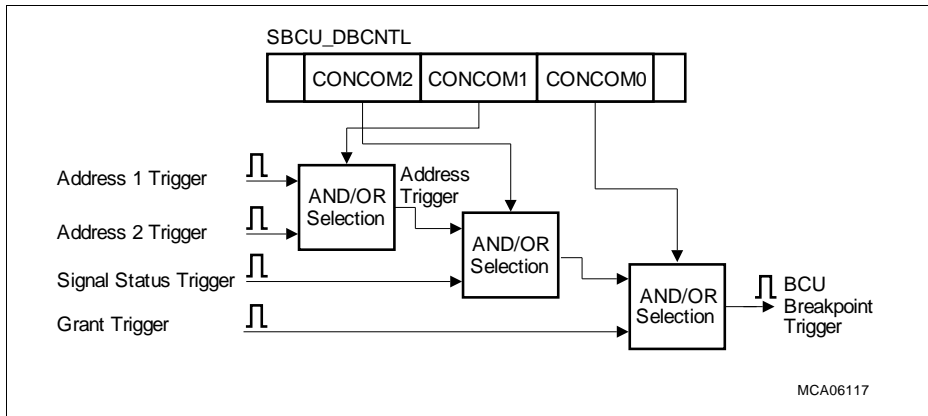 SBCU_DBCNTL
CONCOM2 CONCOM1 CONCOM0
Address 1 Trigger
Address 2 Trigger
Signal Status Trigger
Grant Trigger
AND/OR
Selection
Address
Trigger
AND/OR
Selection
AND/OR
Selection
BCU
Breakpoint
Trigger
MCA06117